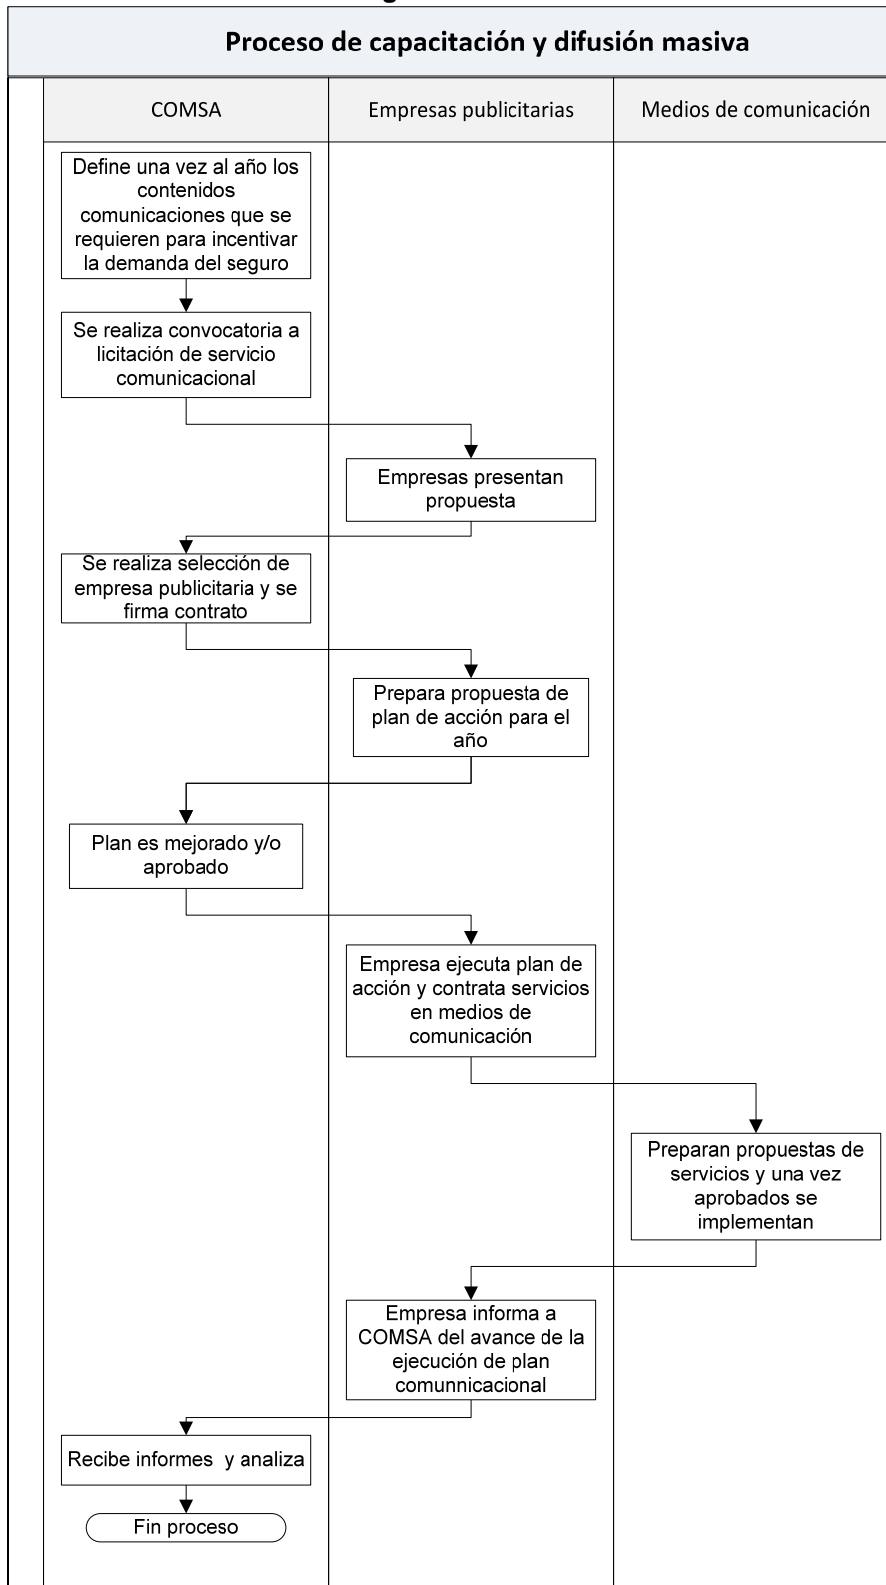 Proceso de capacitación y difusión masiva
COMSA
Empresas publicitarias
Medios de comunicación
Define una vez al año los
contenidos
comunicaciones que se
requieren para incentivar
la demanda del seguro
Se realiza convocatoria a
licitación de servicio
comunicacional
Empresas presentan
propuesta
Se realiza selección de
empresa publicitaria y se
firma contrato
Prepara propuesta de
plan de acción para el
año
Plan es mejorado y/o
aprobado
Empresa ejecuta plan de
acción y contrata servicios
en medios de
comunicación
Preparan propuestas de
servicios y una vez
aprobados se
implementan
Empresa informa a
COMSA del avance de la
ejecución de plan
comunnicacional
Recibe informes y analiza
Fin proceso